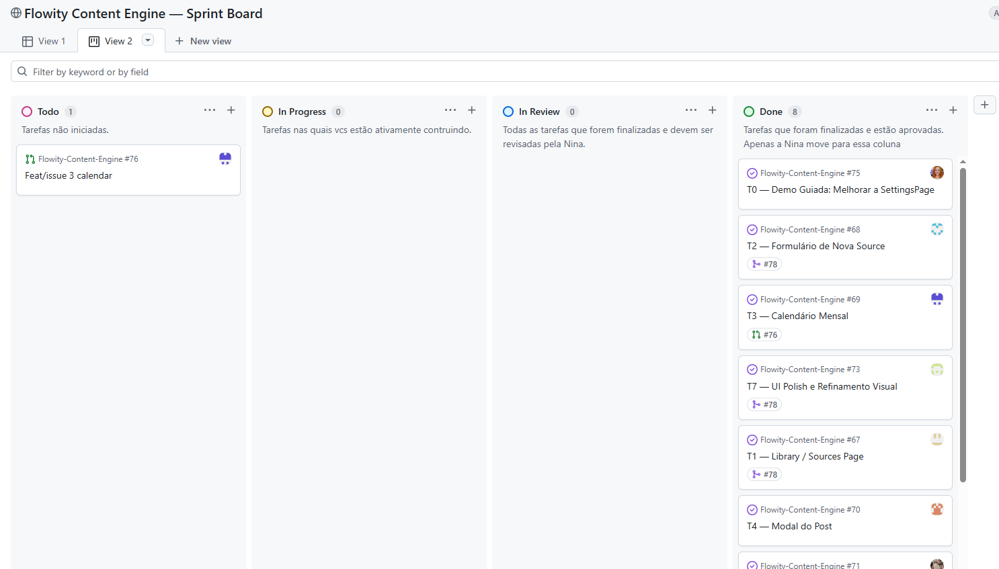 Flowity Content Engine — Sprint Board
A
View 1
View 2
New view
Filter by keyword or by field
Todo 1
Tarefas não iniciadas.
Flowity-Content-Engine #76
Feat/issue 3 calendar
In Progress 0
Tarefas nas quais vcs estão ativamente contruindo.
In Review 0
Todas as tarefas que forem finalizadas e devem ser
revisadas pela Nina.
Done 8
Tarefas que foram finalizadas e estão aprovadas.
Apenas a Nina move para essa coluna
Flowity-Content-Engine #75
T0 — Demo Guiada: Melhorar a SettingsPage
Flowity-Content-Engine #68
T2 — Formulário de Nova Source
#78
Flowity-Content-Engine #69
T3 — Calendário Mensal
#76
Flowity-Content-Engine #73
T7 — UI Polish e Refinamento Visual
#78
Flowity-Content-Engine #67
T1 — Library / Sources Page
#78
Flowity-Content-Engine #70
T4 — Modal do Post
Flowity-Content-Engine #71